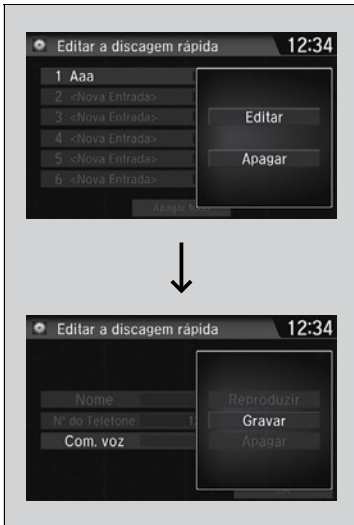 Editar a discagem rápida 12:34
1 Aaa
2 <Nova Entrada>
3 <Nova Entrada>
4 <Nova Entrada>
5 <Nova Entrada>
6 <Nova Entrada>
Editar
Apagar
Apagar tudo
Editar a discagem rápida 12:34
Nome
N° do Telefone 1
Com. voz
Reproduzir
Gravar
Apagar
OK